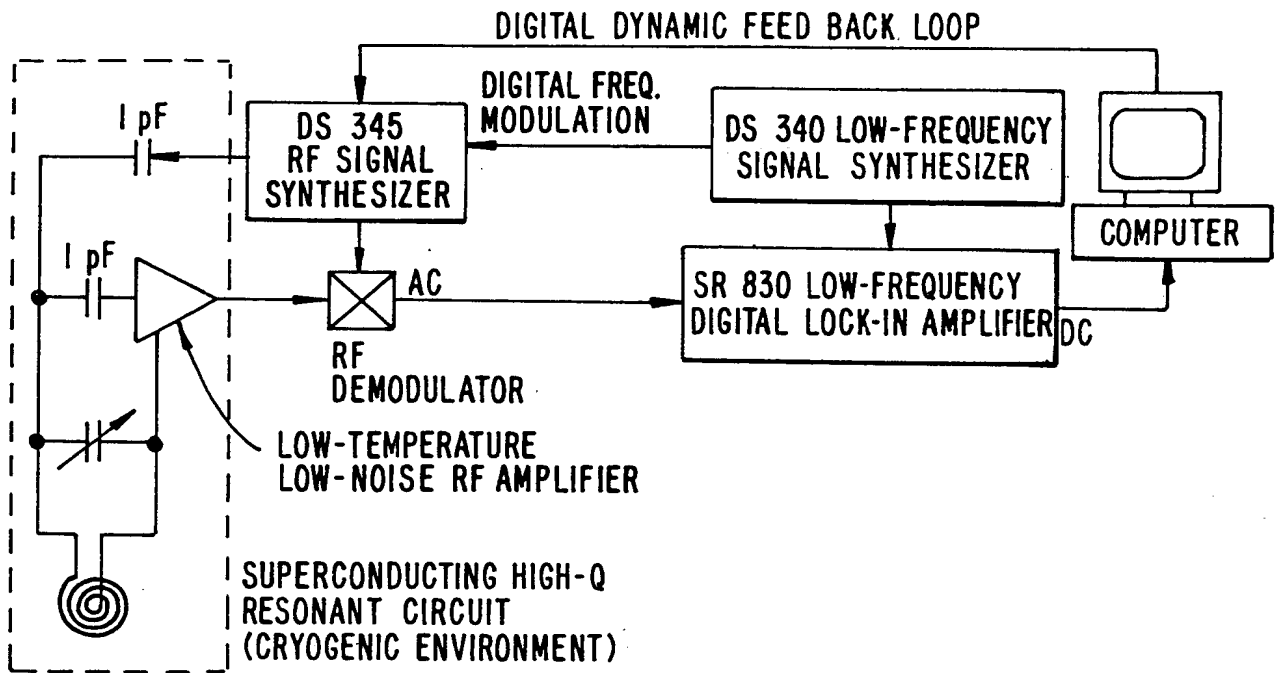 DIGITAL DYNAMIC FEED BACK LOOP
1 pF
DS 345
RF SIGNAL
SYNTHESIZER
DIGITAL FREQ.
MODULATION
DS 340 LOW-FREQUENCY
SIGNAL SYNTHESIZER
COMPUTER
1 pF
AC
SR 830 LOW-FREQUENCY
DIGITAL LOCK-IN AMPLIFIER
DC
RF
DEMODULATOR
LOW-TEMPERATURE
LOW-NOISE RF AMPLIFIER
SUPERCONDUCTING HIGH-Q
RESONANT CIRCUIT
(CRYOGENIC ENVIRONMENT)